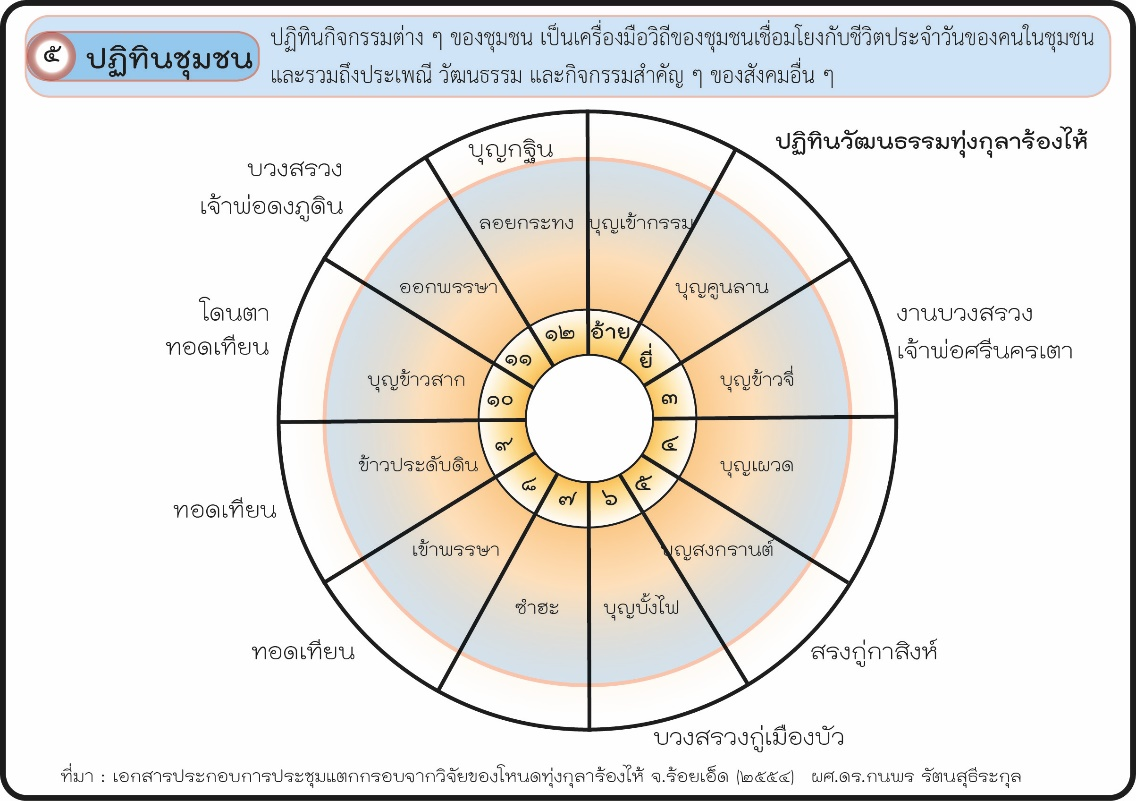 ๕ ปฏิทินชุมชน
ปฏิทินกิจกรรมต่าง ๆ ของชุมชน เป็นเครื่องมือวิถีของชุมชนเชื่อมโยงกับชีวิตประจำวันของคนในชุมชน
และรวมถึงประเพณี วัฒนธรรม และกิจกรรมสำคัญ ๆ ของสังคมอื่น ๆ
ปฏิทินวัฒนธรรมทุ่งกุลาร้องไห้
อ้าย
บุญเข้ากรรม
ยี่
บุญคูนลาน
๓
บุญข้าวจี่
งานบวงสรวง
เจ้าพ่อศรีนครเตา
๔
บุญเผวด
๕
บุญสงกรานต์
สรงกู่กาสิงห์
๖
บุญบั้งไฟ
บวงสรวงกู่เมืองบัว
๗
ซำฮะ
๘
เข้าพรรษา
ทอดเทียน
๙
ข้าวประดับดิน
ทอดเทียน
๑๐
บุญข้าวสาก
โดนตา
ทอดเทียน
๑๑
ออกพรรษา
บวงสรวง
เจ้าพ่อดงภูดิน
๑๒
ลอยกระทง
บุญกฐิน
ที่มา : เอกสารประกอบการประชุมแตกกรอบจากวิจัยของโหนดทุ่งกุลาร้องไห้ จ.ร้อยเอ็ด (๒๕๕๔) ผศ.ดร.กนพร รัตนสุธีระกุล